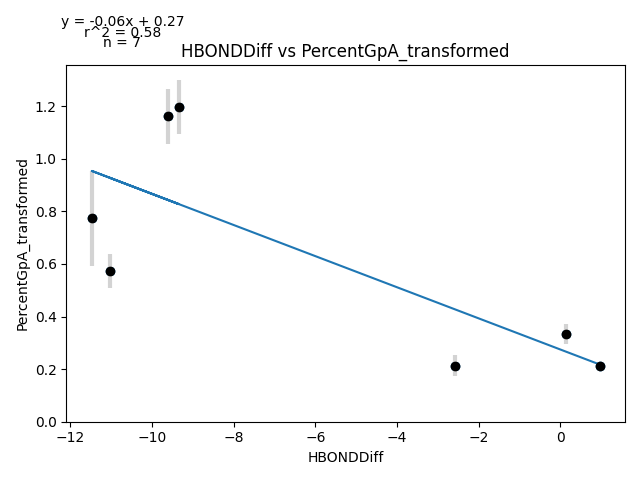 y = -0.06x + 0.27
r^2 = 0.58
n = 7
HBONDDiff vs PercentGpA_transformed
PercentGpA_transformed
1.2
1.0
0.8
0.6
0.4
0.2
0.0
−12 −10 −8 −6 −4 −2 0
HBONDDiff